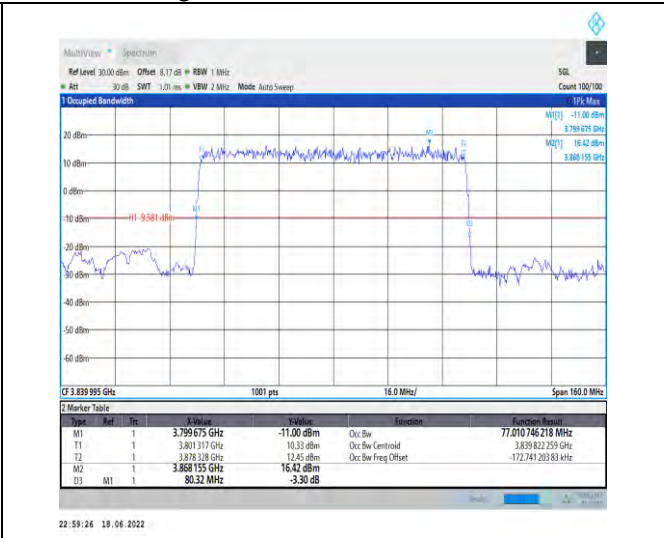 MultiView Spectrum
Ref Level 30.00 dBm Offset 8.17 dB RBW 1 MHz SGL
Att 30 dB SWT 1.01 ms VBW 2 MHz Mode Auto Sweep Count 100/100
1 Occupied Bandwidth 1Pk Max
M1[1] -11.00 dBm
3.799 675 GHz
M2[1] 16.42 dBm
3.868 155 GHz
20 dBm
10 dBm
0 dBm
-10 dBm
H1 -9.581 dBm
-20 dBm
-30 dBm
-40 dBm
-50 dBm
-60 dBm
M2
T1
T2
M1
D3
CF 3.839 995 GHz 1001 pts 16.0 MHz/ Span 160.0 MHz
2 Marker Table
Type Ref Trc X-Value Y-Value Function Function Result
M1 1 3.799 675 GHz -11.00 dBm Occ Bw 77.010 746 218 MHz
T1 1 3.801 317 GHz 10.33 dBm Occ Bw Centroid 3.839 822 259 GHz
T2 1 3.878 328 GHz 12.45 dBm Occ Bw Freq Offset -172.741 203 83 kHz
M2 1 3.868 155 GHz 16.42 dBm
D3 M1 1 80.32 MHz -3.30 dB
22:59:26 18.06.2022